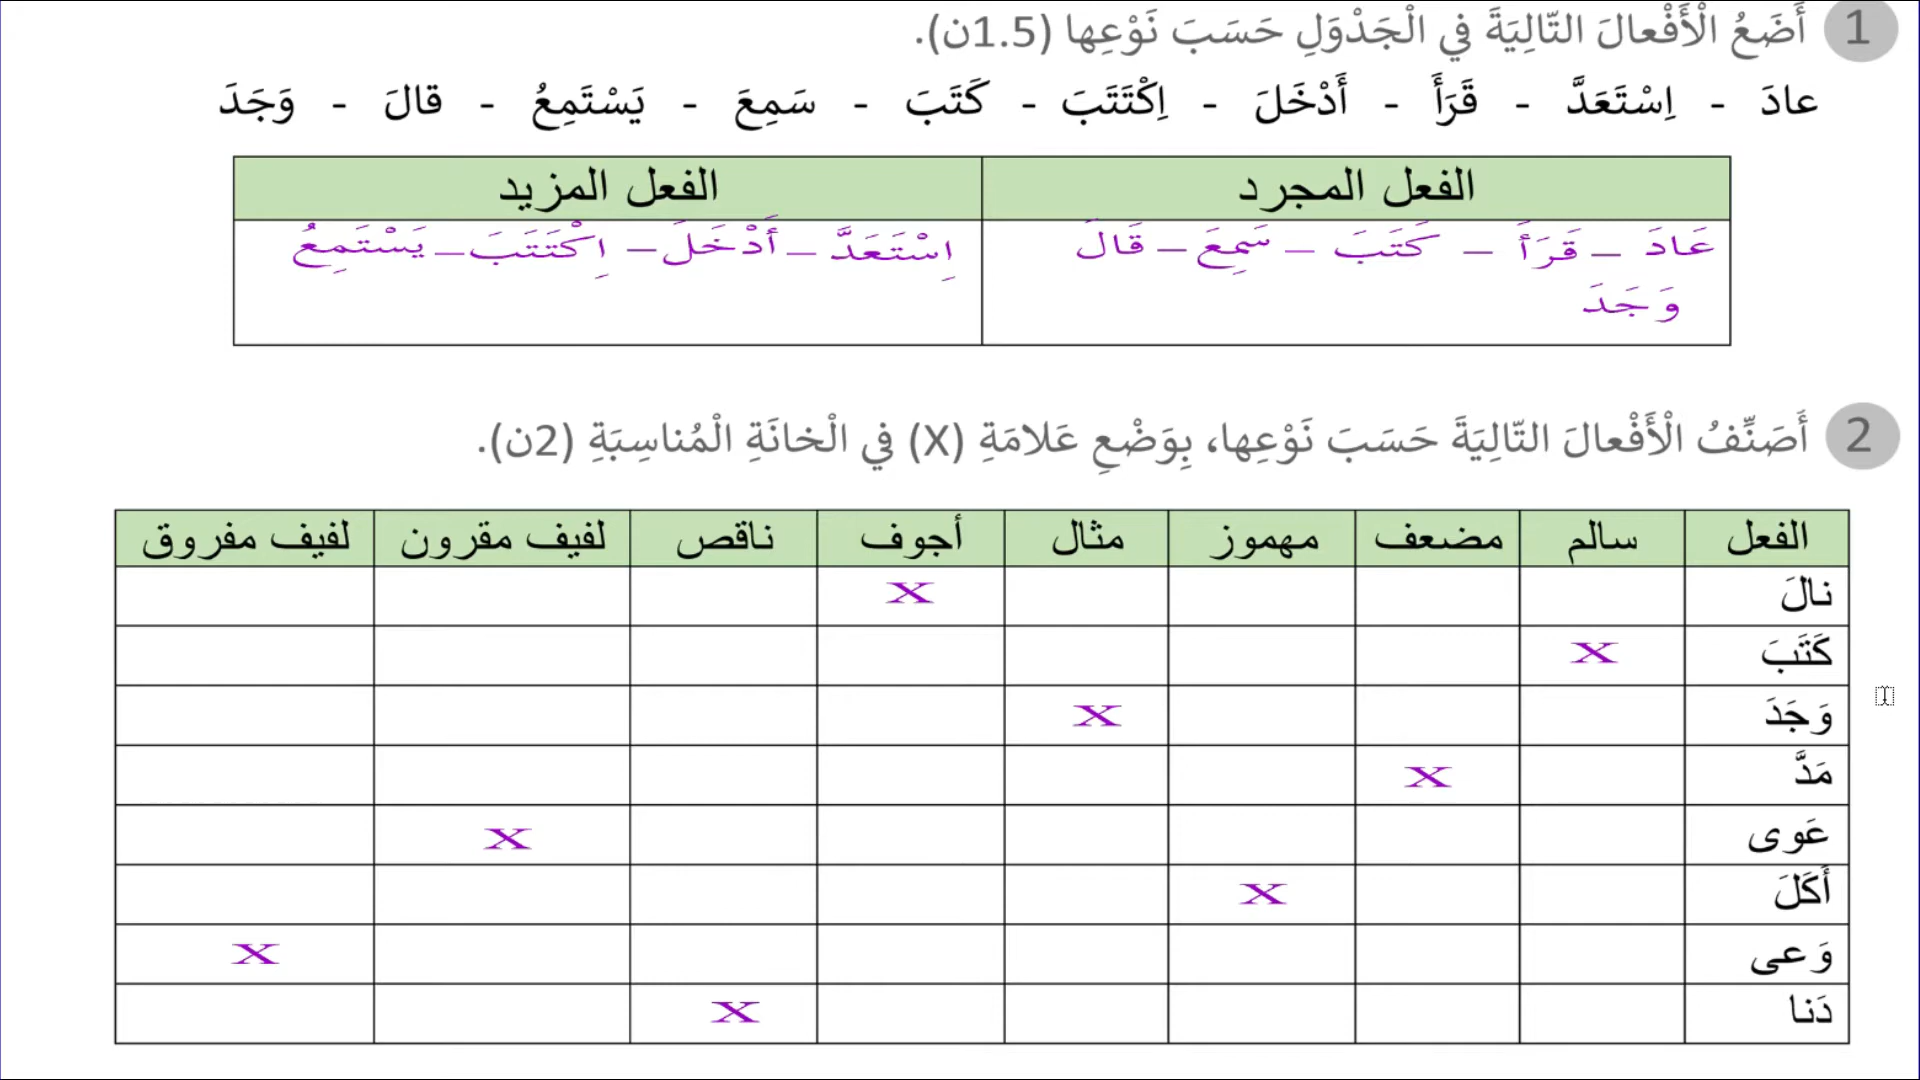 1 أَضَعُ الْأَفْعالَ التّالِيَةَ في الْجَدْوَلِ حَسَبَ نَوْعِها (1.5ن).
عادَ - اِسْتَعَدَّ - قَرَأَ - أَدْخَلَ - اِكْتَتَبَ - كَتَبَ - سَمِعَ - يَسْتَمِعُ - قالَ - وَجَدَ
الفعل المجرد الفعل المزيد
عَادَ – قَرَأَ – كَتَبَ – سَمِعَ – قَالَ اِسْتَعَدَّ – أَدْخَلَ – اِكْتَتَبَ – يَسْتَمِعُ
وَجَدَ
2 أَصَنِّفُ الْأَفْعالَ التّالِيَةَ حَسَبَ نَوْعِها، بِوَضْعِ عَلامَةِ (X) في الْخانَةِ الْمُناسِبَةِ (2ن).
الفعل سالم مضعف مهموز مثال أجوف ناقص لفيف مقرون لفيف مفروق
نالَ X
كَتَبَ X
وَجَدَ X
مَدَّ X
عَوى X
أَكَلَ X
وَعى X
دَنا X